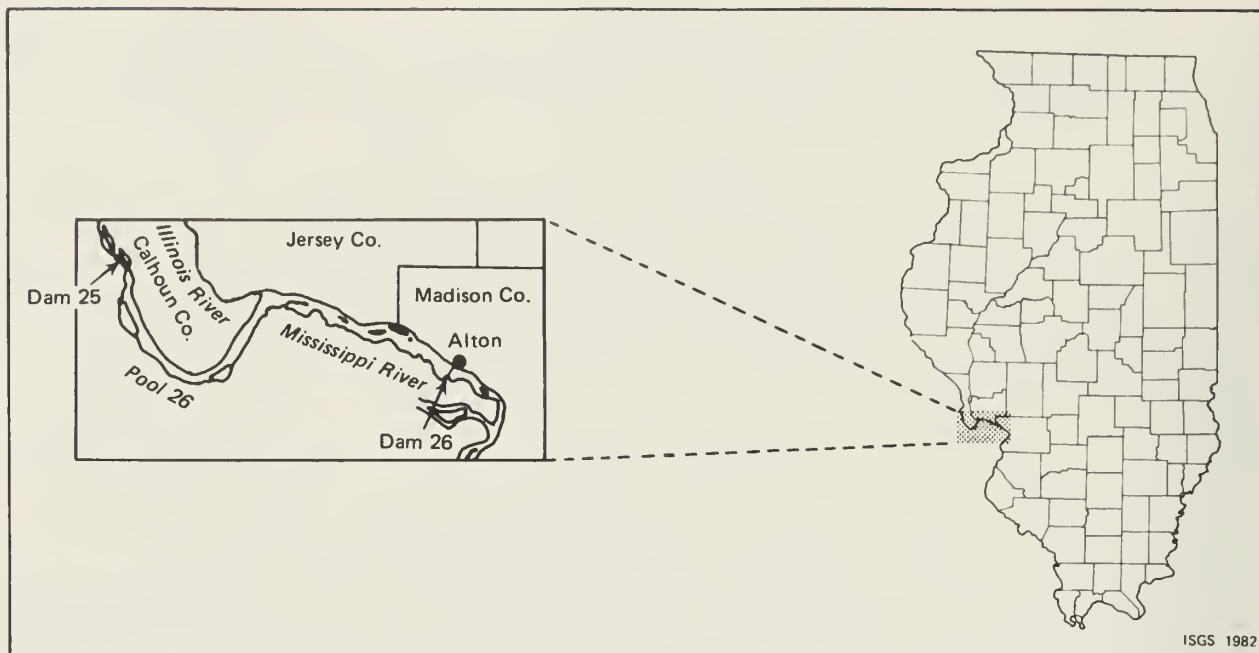 Jersey Co.
Illinois River
Calhoun Co.
Dam 25
Madison Co.
Alton
Mississippi River
Pool 26
Dam 26
ISGS 1982